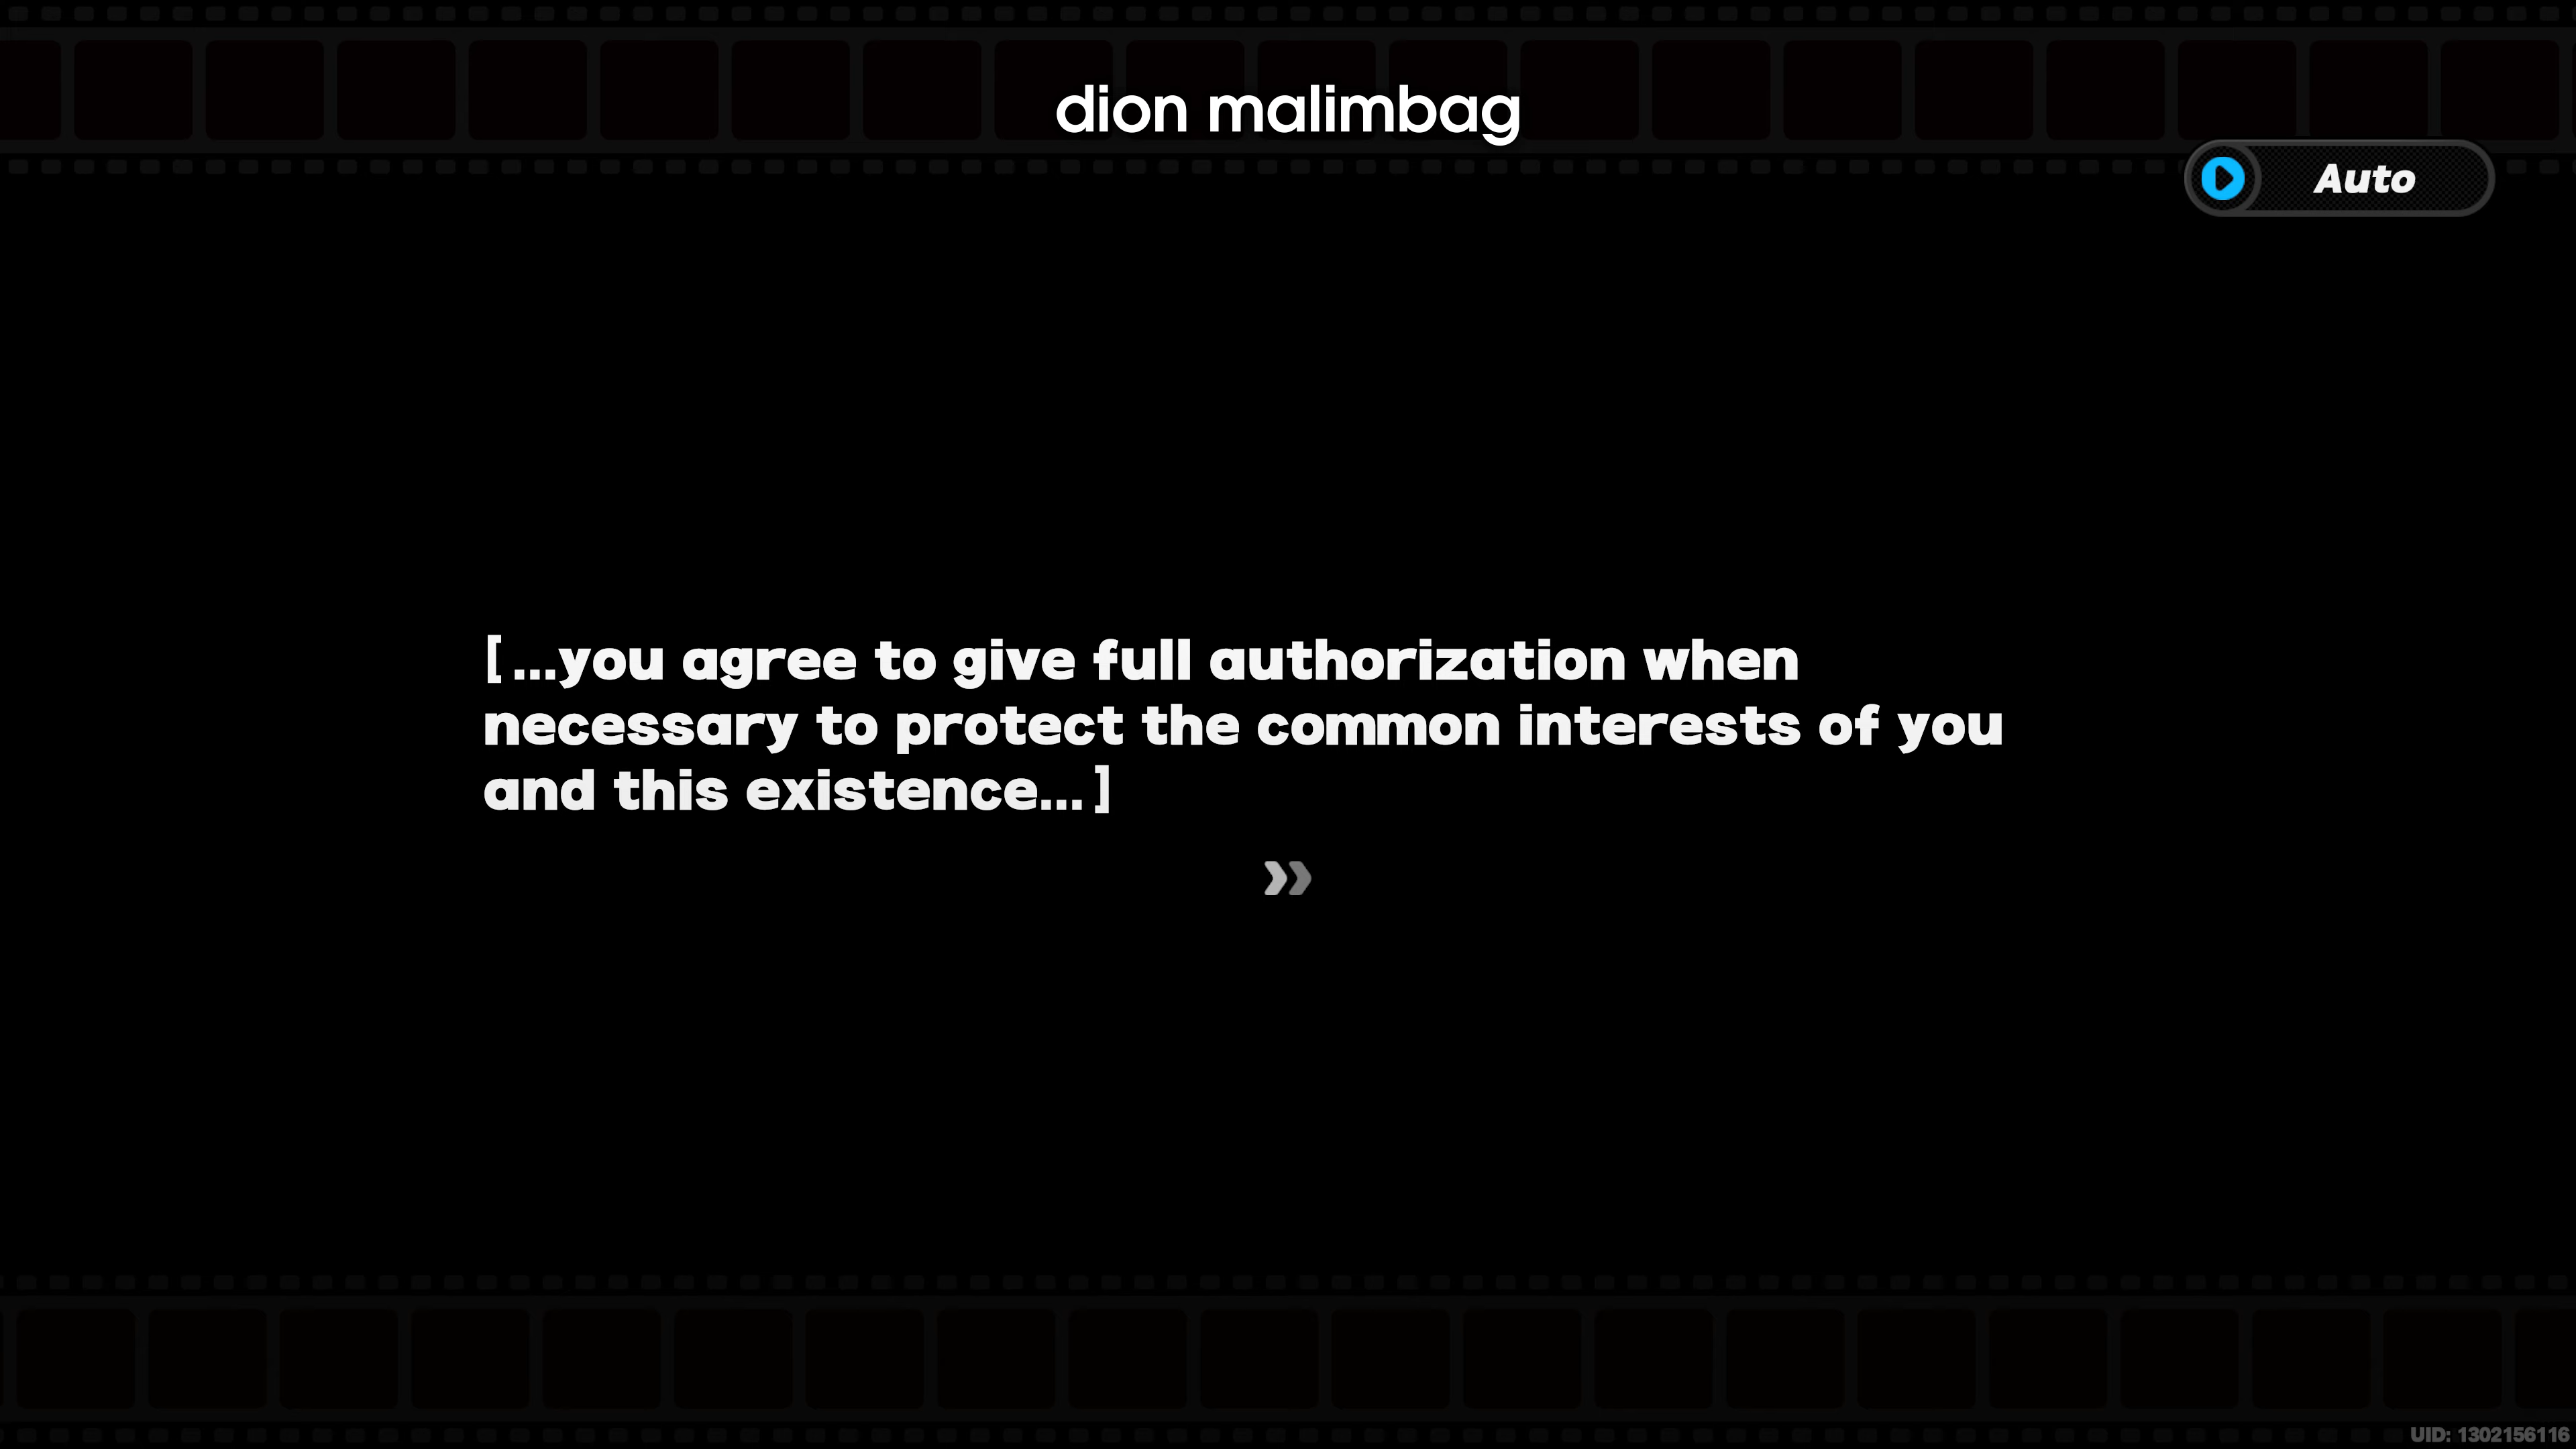 dion malimbag
Auto
[...you agree to give full authorization when
necessary to protect the common interests of you
and this existence...]
UID: 1302156116